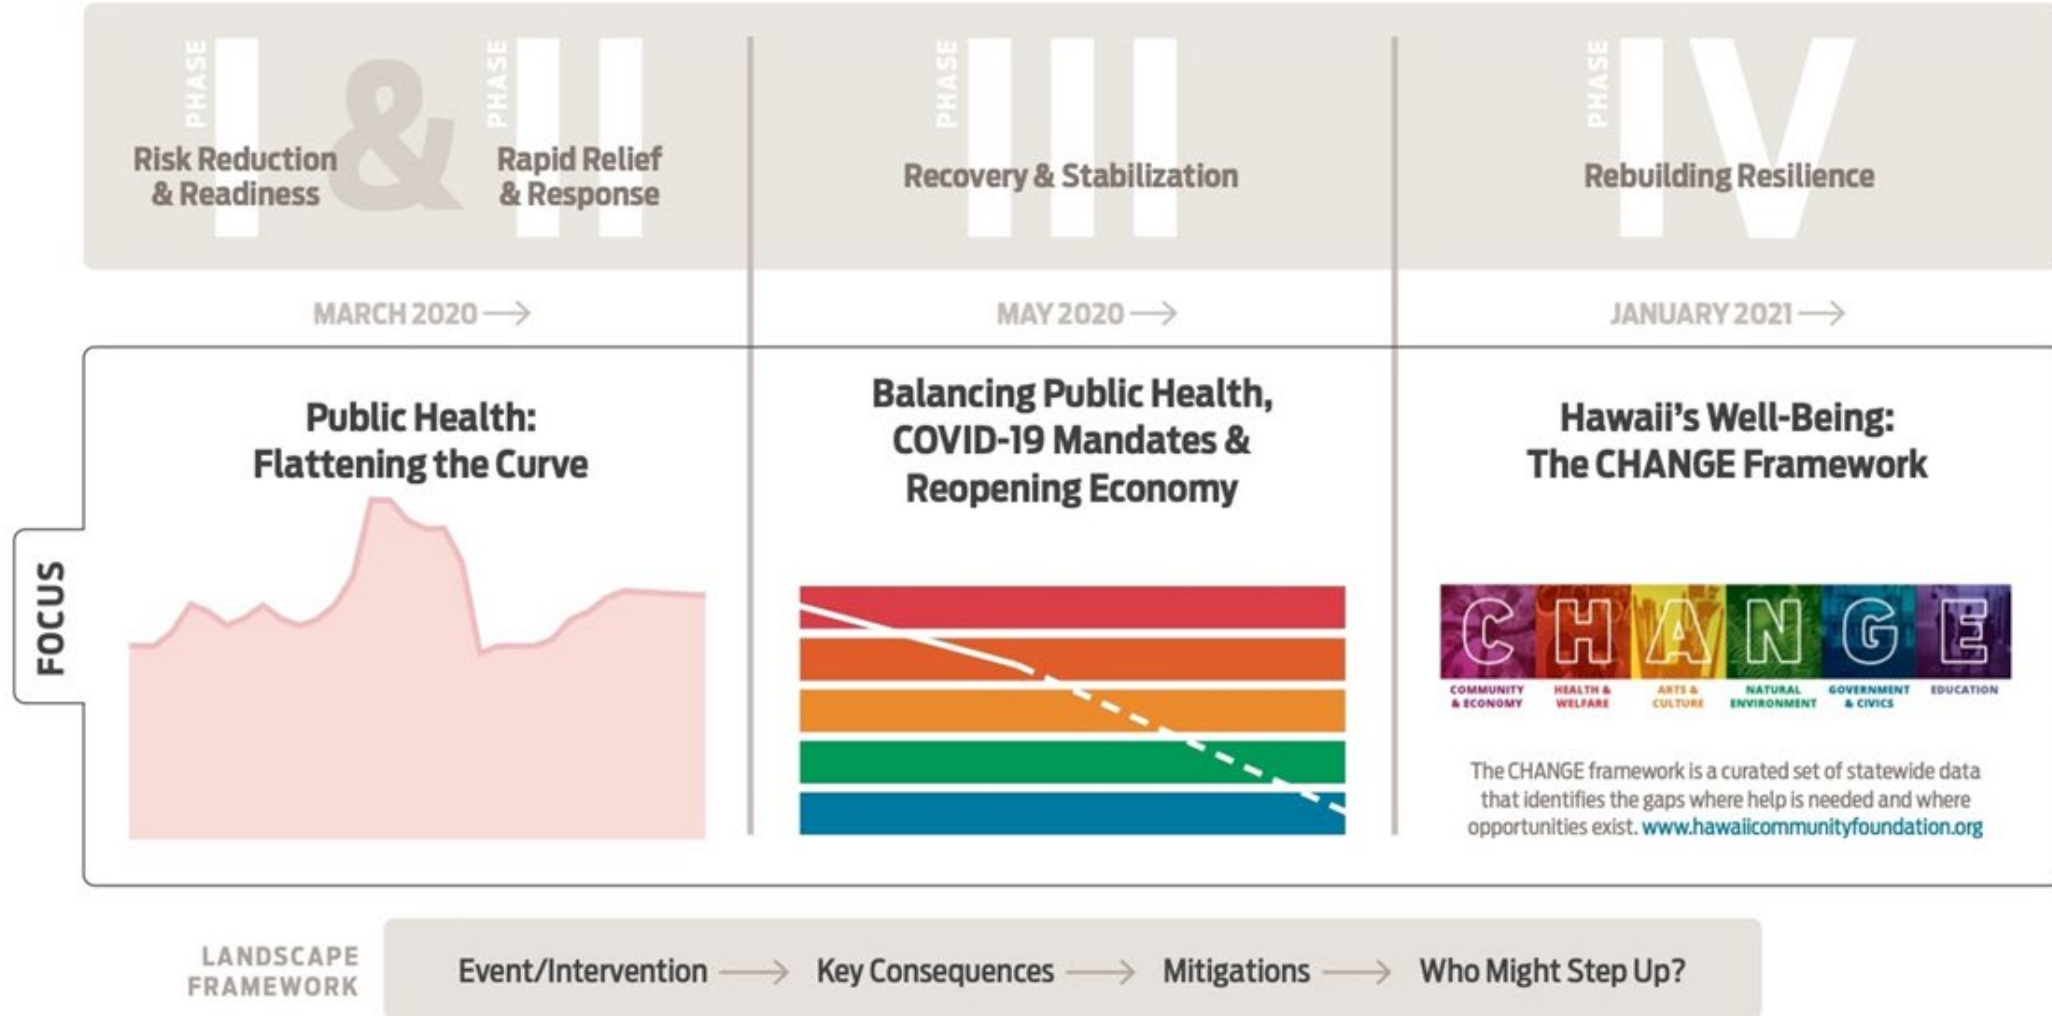 PHASE
I
Risk Reduction
& Readiness
&
PHASE
II
Rapid Relief
& Response
PHASE
III
Recovery & Stabilization
PHASE
IV
Rebuilding Resilience
MARCH 2020 →
MAY 2020 →
JANUARY 2021 →
FOCUS
Public Health:
Flattening the Curve
Balancing Public Health,
COVID-19 Mandates &
Reopening Economy
Hawaii's Well-Being:
The CHANGE Framework
C H A N G E
COMMUNITY
& ECONOMY
HEALTH &
WELFARE
ARTS &
CULTURE
NATURAL
ENVIRONMENT
GOVERNMENT
& CIVICS
EDUCATION
The CHANGE framework is a curated set of statewide data
that identifies the gaps where help is needed and where
opportunities exist. www.hawaiicommunityfoundation.org
LANDSCAPE
FRAMEWORK
Event/Intervention → Key Consequences → Mitigations → Who Might Step Up?